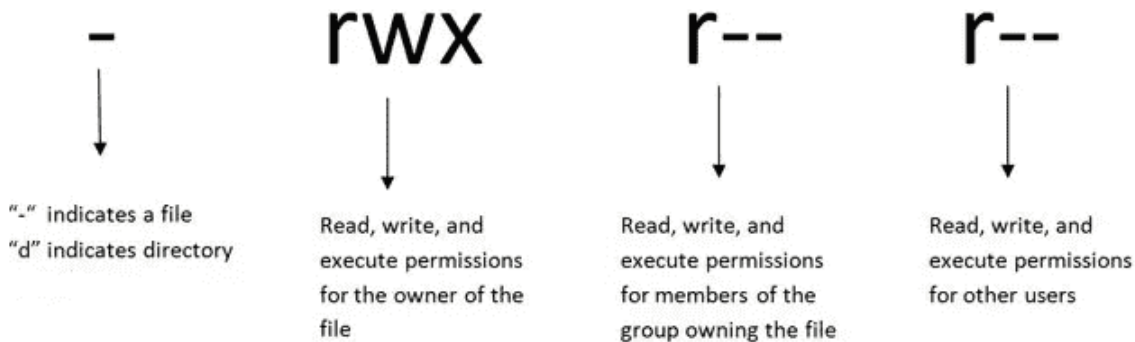 - rwx r-- r--
“-“ indicates a file
“d” indicates directory
Read, write, and
execute permissions
for the owner of the
file
Read, write, and
execute permissions
for members of the
group owning the file
Read, write, and
execute permissions
for other users